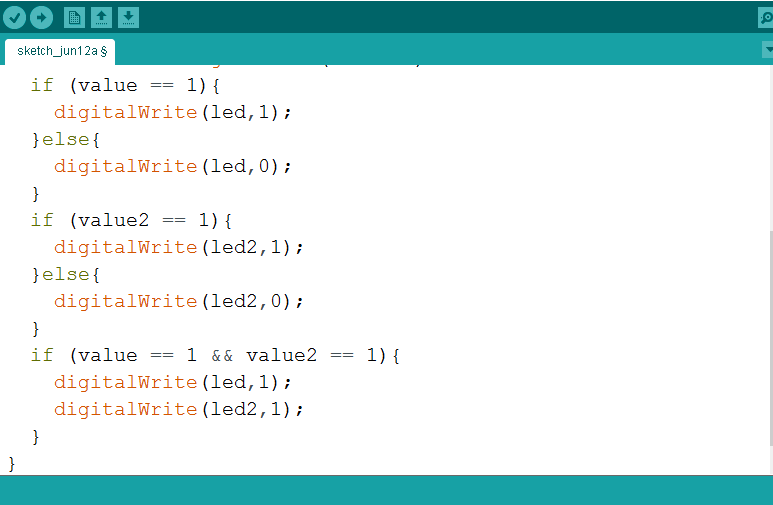 sketch_jun12a §
if (value == 1){
digitalWrite(led,1);
}else{
digitalWrite(led,0);
}
if (value2 == 1){
digitalWrite(led2,1);
}else{
digitalWrite(led2,0);
}
if (value == 1 && value2 == 1){
digitalWrite(led,1);
digitalWrite(led2,1);
}
}